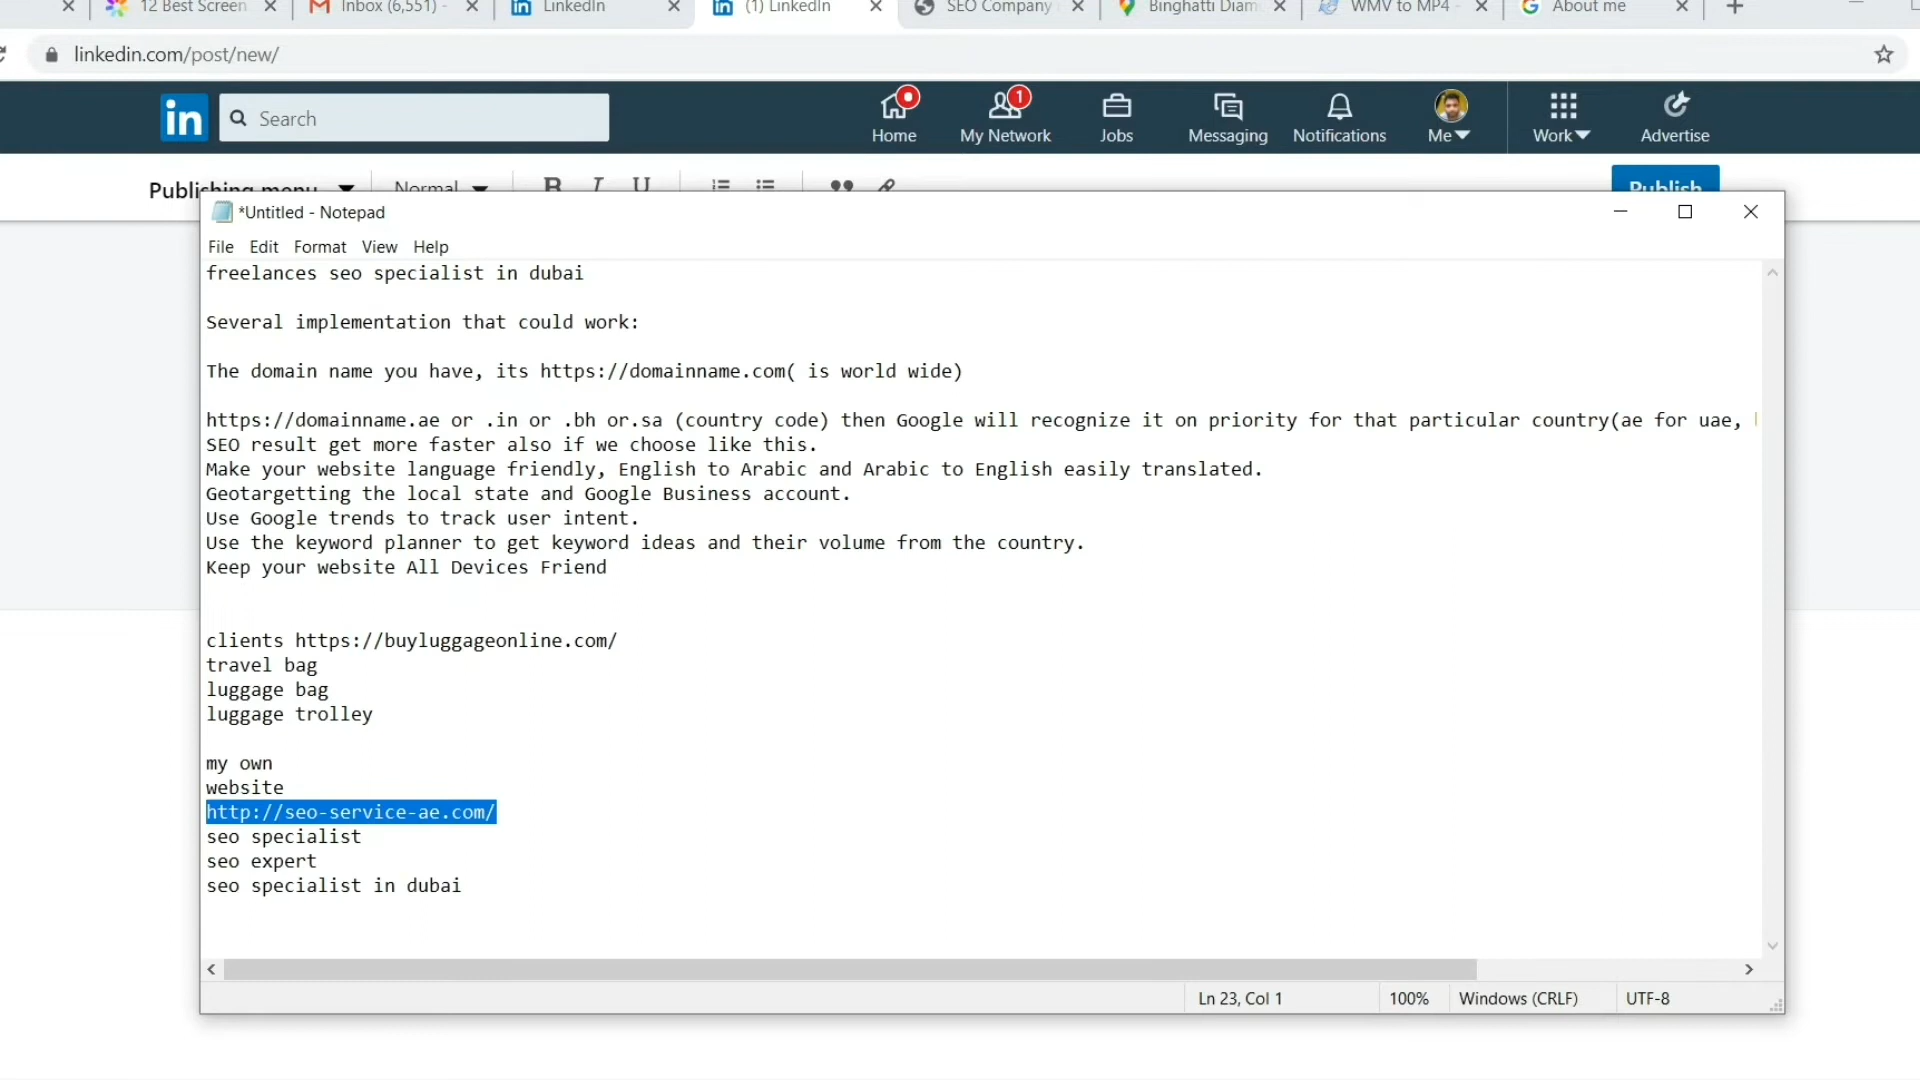 12 Best Screen
Inbox (6,551) -
LinkedIn
(1) LinkedIn
SEO Company
Binghatti Diam
WMV to MP4 -
About me
linkedin.com/post/new/
in
Search
Home
1
My Network
Jobs
Messaging
Notifications
Me
Work
Advertise
Publishing menu
Normal
B I U
Publish
*Untitled - Notepad
File Edit Format View Help
freelances seo specialist in dubai
Several implementation that could work:
The domain name you have, its https://domainname.com( is world wide)
https://domainname.ae or .in or .bh or.sa (country code) then Google will recognize it on priority for that particular country(ae for uae,
SEO result get more faster also if we choose like this.
Make your website language friendly, English to Arabic and Arabic to English easily translated.
Geotargetting the local state and Google Business account.
Use Google trends to track user intent.
Use the keyword planner to get keyword ideas and their volume from the country.
Keep your website All Devices Friend
clients https://buyluggageonline.com/
travel bag
luggage bag
luggage trolley
my own
website
http://seo-service-ae.com/
seo specialist
seo expert
seo specialist in dubai
Ln 23, Col 1
100%
Windows (CRLF)
UTF-8